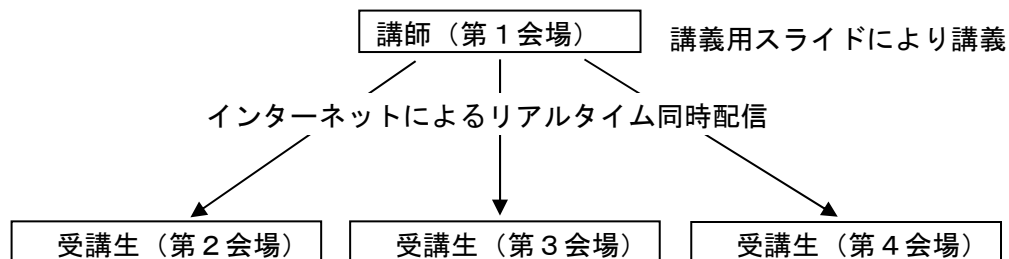 講師（第１会場） 講義用スライドにより講義
インターネットによるリアルタイム同時配信
受講生（第２会場） 受講生（第３会場） 受講生（第４会場）